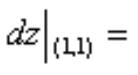 dz|(1,1) =